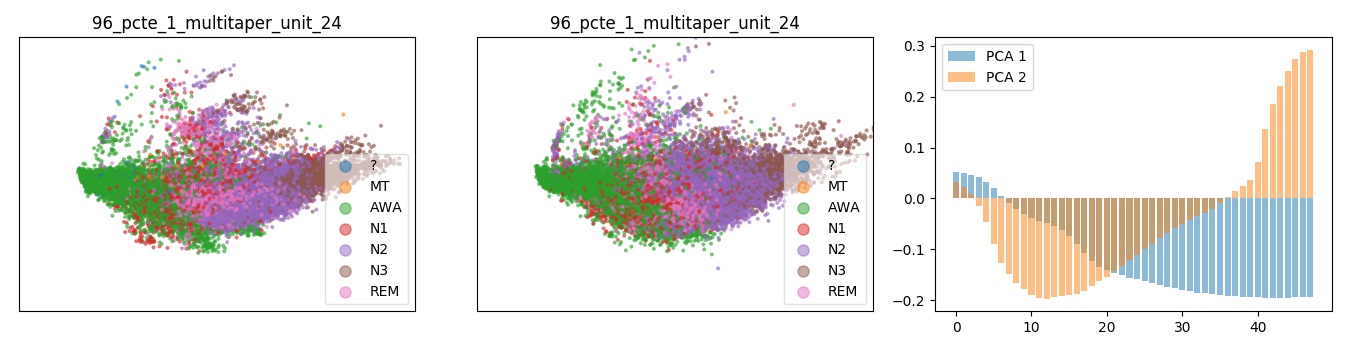 96_pcte_1_multitaper_unit_24
?
MT
AWA
N1
N2
N3
REM
96_pcte_1_multitaper_unit_24
?
MT
AWA
N1
N2
N3
REM
PCA 1
PCA 2
0.3
0.2
0.1
0.0
−0.1
−0.2
0 10 20 30 40